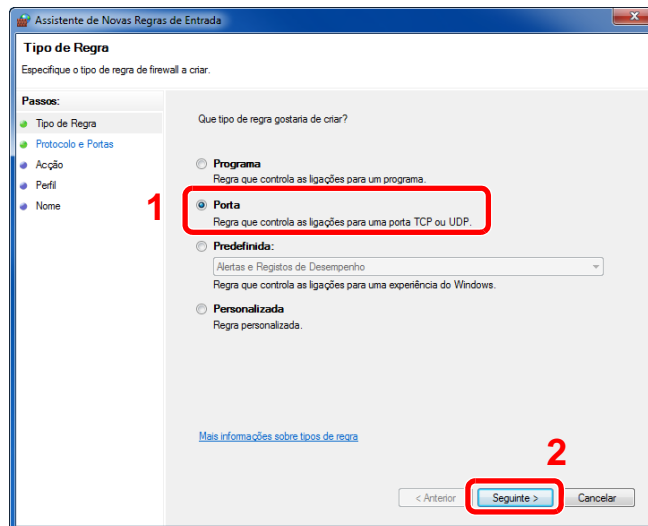 Assistente de Novas Regras de Entrada
Tipo de Regra
Especifique o tipo de regra de firewall a criar.
Passos:
Tipo de Regra
Protocolo e Portas
Acção
Perfil
Nome
Que tipo de regra gostaria de criar?
Programa
Regra que controla as ligações para um programa.
1
Porta
Regra que controla as ligações para uma porta TCP ou UDP.
Predefinida:
Alertas e Registos de Desempenho
Regra que controla as ligações para uma experiência do Windows.
Personalizada
Regra personalizada.
Mais informações sobre tipos de regra
2
< Anterior
Seguinte >
Cancelar